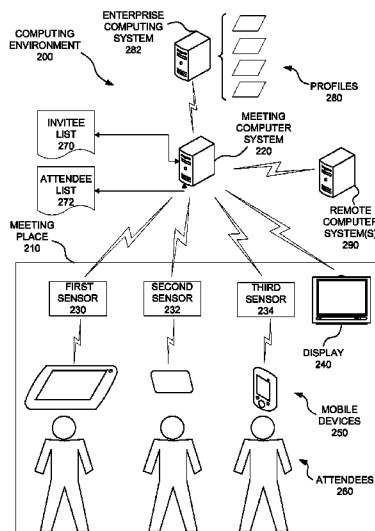 COMPUTING
ENVIRONMENT
200
ENTERPRISE
COMPUTING
SYSTEM
282
PROFILES
280
INVITEE
LIST
270
MEETING
COMPUTER
SYSTEM
220
ATTENDEE
LIST
272
REMOTE
COMPUTER
SYSTEM(S)
290
MEETING
PLACE
210
FIRST
SENSOR
230
SECOND
SENSOR
232
THIRD
SENSOR
234
DISPLAY
240
MOBILE
DEVICES
250
ATTENDEES
260